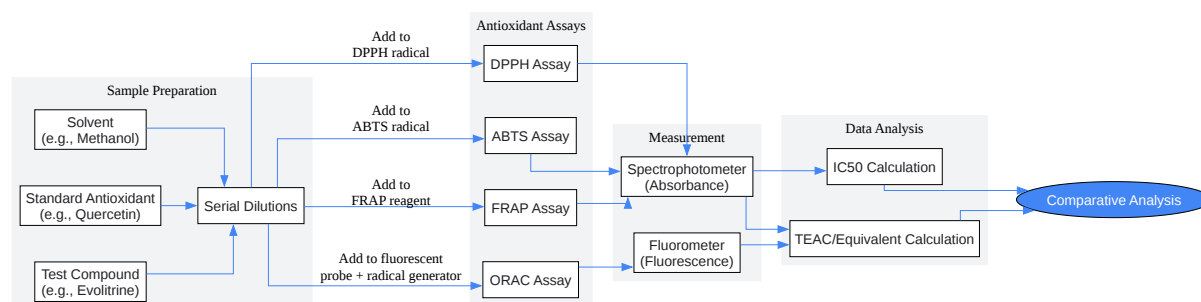 Sample Preparation
Solvent
(e.g., Methanol)
Standard Antioxidant
(e.g., Quercetin)
Test Compound
(e.g., Evolitrine)
Serial Dilutions
Add to
DPPH radical
Add to
ABTS radical
Add to
FRAP reagent
Add to fluorescent
probe + radical generator
Antioxidant Assays
DPPH Assay
ABTS Assay
FRAP Assay
ORAC Assay
Measurement
Spectrophotometer
(Absorbance)
Fluorometer
(Fluorescence)
Data Analysis
IC50 Calculation
TEAC/Equivalent Calculation
Comparative Analysis